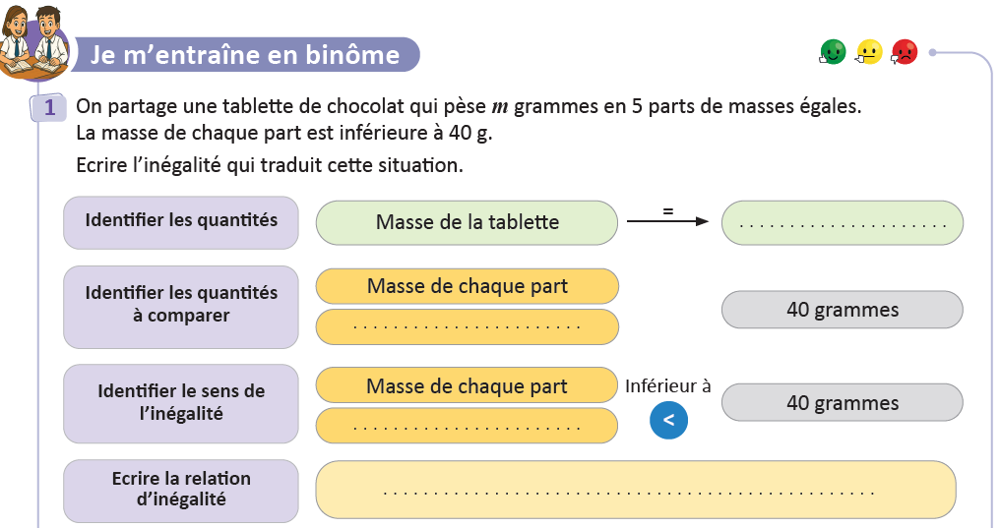 Je m'entraîne en binôme
1 On partage une tablette de chocolat qui pèse m grammes en 5 parts de masses égales.
La masse de chaque part est inférieure à 40 g.
Ecrire l'inégalité qui traduit cette situation.
Identifier les quantités
Masse de la tablette
=
. . . . . . . . . . . . . . . . . . . . .
Identifier les quantités
à comparer
Masse de chaque part
. . . . . . . . . . . . . . . . . . . . . . .
40 grammes
Identifier le sens de
l'inégalité
Masse de chaque part
. . . . . . . . . . . . . . . . . . . . . . .
Inférieur à
<
40 grammes
Ecrire la relation
d'inégalité
. . . . . . . . . . . . . . . . . . . . . . . . . . . . . . . . . . . . . . . . . . . . . . . . .